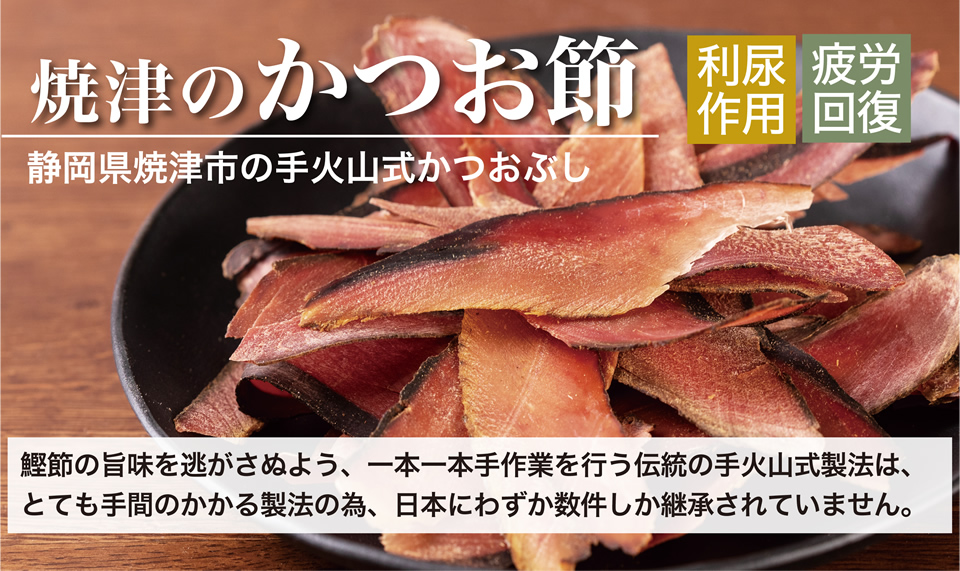 焼津のかつお節
静岡県焼津市の手火山式かつおぶし
利尿
作用
疲労
回復
鰹節の旨味を逃がさぬよう、一本一本手作業を行う伝統の手火山式製法は、
とても手間のかかる製法の為、日本にわずか数件しか継承されていません。